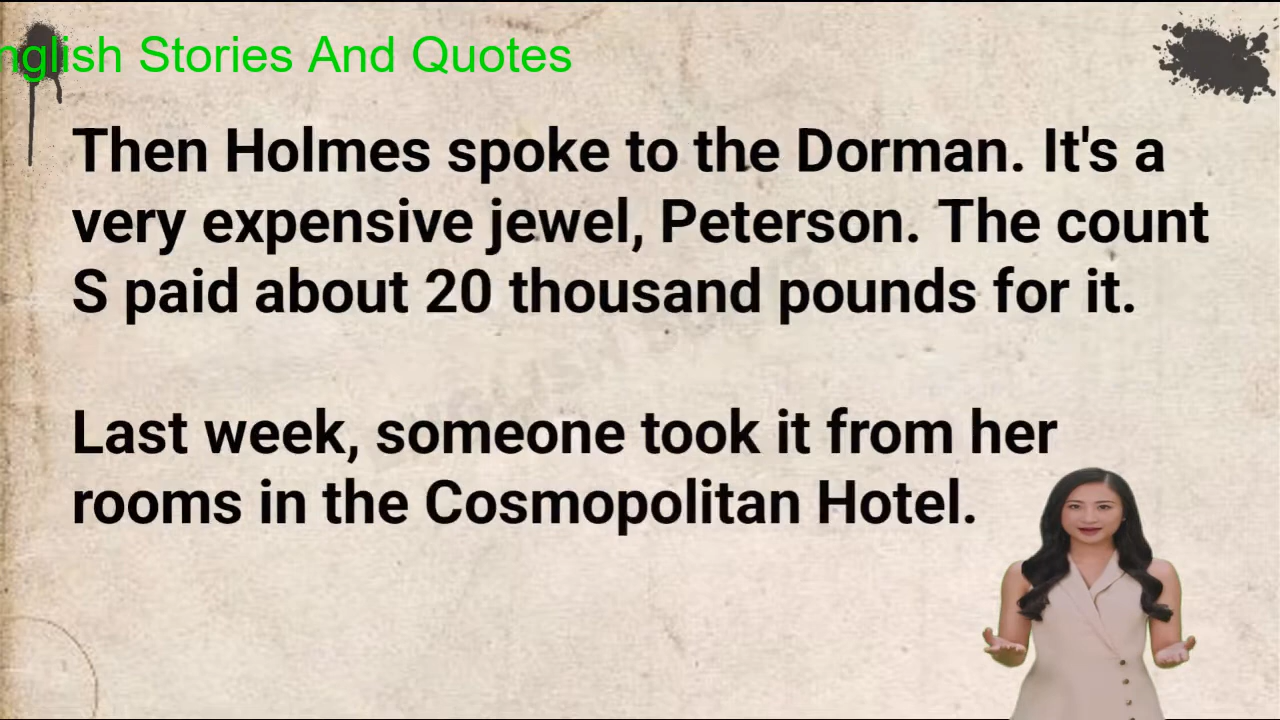 nglish Stories And Quotes
Then Holmes spoke to the Dorman. It's a
very expensive jewel, Peterson. The count
S paid about 20 thousand pounds for it.
Last week, someone took it from her
rooms in the Cosmopolitan Hotel.